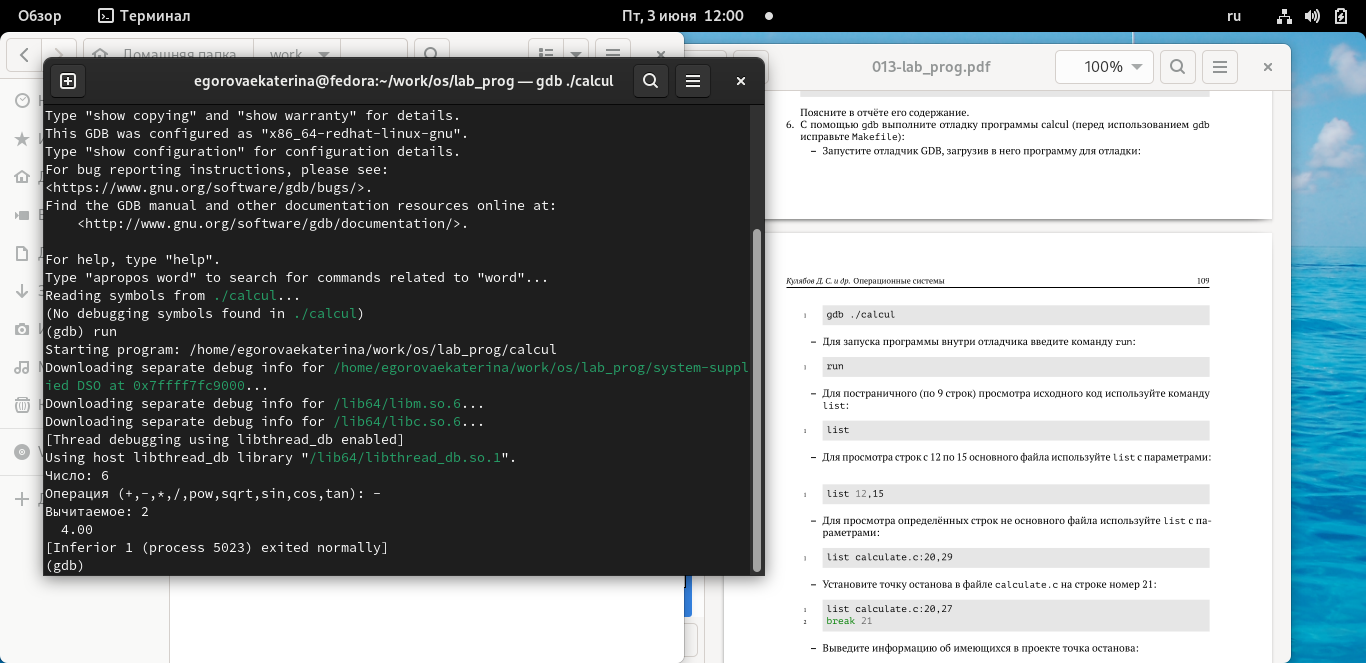 Обзор
Терминал
Пт, 3 июня 12:00
ru
Домашняя папка
work
egorovaekaterina@fedora:~/work/os/lab_prog — gdb ./calcul
Type "show copying" and "show warranty" for details.
This GDB was configured as "x86_64-redhat-linux-gnu".
Type "show configuration" for configuration details.
For bug reporting instructions, please see:
<https://www.gnu.org/software/gdb/bugs/>.
Find the GDB manual and other documentation resources online at:
    <http://www.gnu.org/software/gdb/documentation/>.
For help, type "help".
Type "apropos word" to search for commands related to "word"...
Reading symbols from ./calcul...
(No debugging symbols found in ./calcul)
(gdb) run
Starting program: /home/egorovaekaterina/work/os/lab_prog/calcul
Downloading separate debug info for /home/egorovaekaterina/work/os/lab_prog/system-suppl
ied DSO at 0x7ffff7fc9000...
Downloading separate debug info for /lib64/libm.so.6...
Downloading separate debug info for /lib64/libc.so.6...
[Thread debugging using libthread_db enabled]
Using host libthread_db library "/lib64/libthread_db.so.1".
Число: 6
Операция (+,-,*,/,pow,sqrt,sin,cos,tan): -
Вычитаемое: 2
  4.00
[Inferior 1 (process 5023) exited normally]
(gdb)
013-lab_prog.pdf
100%
Поясните в отчёте его содержание.
6. С помощью gdb выполните отладку программы calcul (перед использованием gdb
исправьте Makefile):
– Запустите отладчик GDB, загрузив в него программу для отладки:
Кулябов Д. С. и др. Операционные системы 109
1 gdb ./calcul
– Для запуска программы внутри отладчика введите команду run:
1 run
– Для постраничного (по 9 строк) просмотра исходного код используйте команду
list:
1 list
– Для просмотра строк с 12 по 15 основного файла используйте list с параметрами:
1 list 12,15
– Для просмотра определённых строк не основного файла используйте list с па-
раметрами:
1 list calculate.c:20,29
– Установите точку останова в файле calculate.c на строке номер 21:
1 list calculate.c:20,27
2 break 21
– Выведите информацию об имеющихся в проекте точка останова: